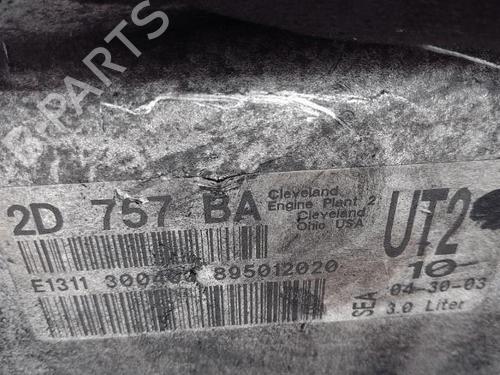 B-PARTS
2D 757 BA
Cleveland
Engine Plant 2
Cleveland
Ohio USA
UT2
10
E1311 895012020
SEA
04-30-03
3.0 Liter